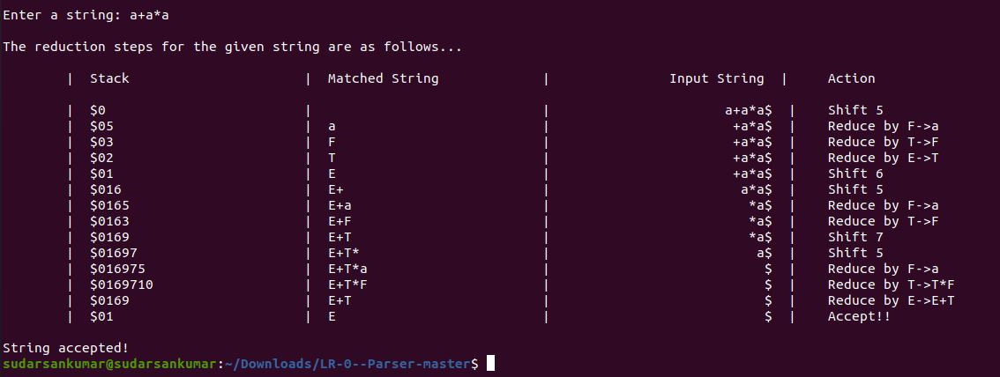 Enter a string: a+a*a
The reduction steps for the given string are as follows...
| Stack | Matched String | Input String | Action
| $0 | | a+a*a$ | Shift 5
| $05 | a | +a*a$ | Reduce by F->a
| $03 | F | +a*a$ | Reduce by T->F
| $02 | T | +a*a$ | Reduce by E->T
| $01 | E | +a*a$ | Shift 6
| $016 | E+ | a*a$ | Shift 5
| $0165 | E+a | *a$ | Reduce by F->a
| $0163 | E+F | *a$ | Reduce by T->F
| $0169 | E+T | *a$ | Shift 7
| $01697 | E+T* | a$ | Shift 5
| $016975 | E+T*a | $ | Reduce by F->a
| $0169710 | E+T*F | $ | Reduce by T->T*F
| $0169 | E+T | $ | Reduce by E->E+T
| $01 | E | $ | Accept!!
String accepted!
sudarsankumar@sudarsankumar:~/Downloads/LR-0--Parser-master$